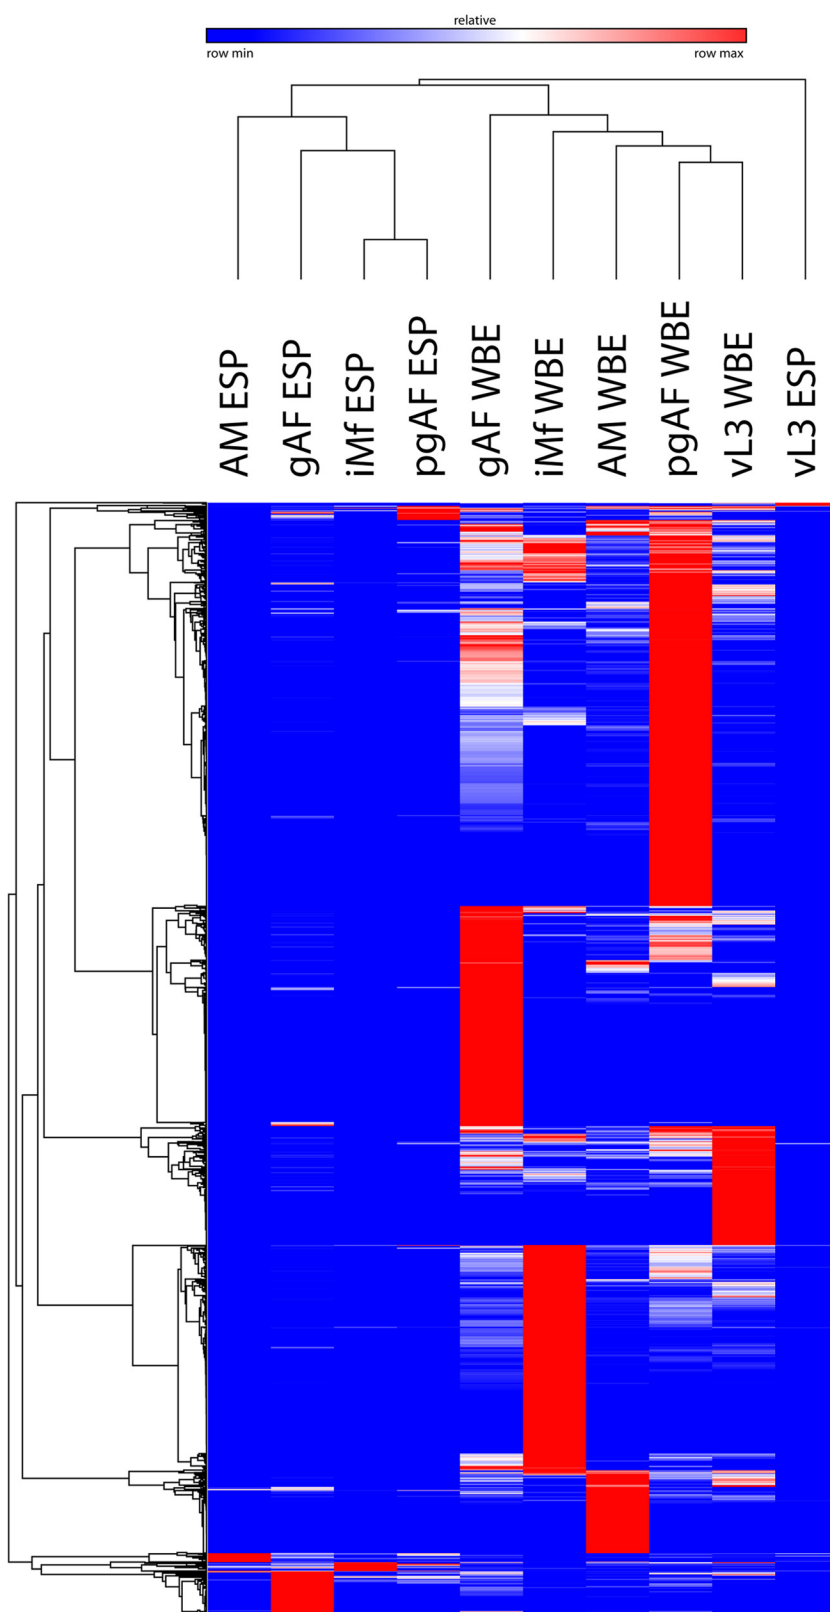 relative
row min
row max
AM ESP
gAF ESP
iMf ESP
pgAF ESP
gAF WBE
iMf WBE
AM WBE
pgAF WBE
vL3 WBE
vL3 ESP